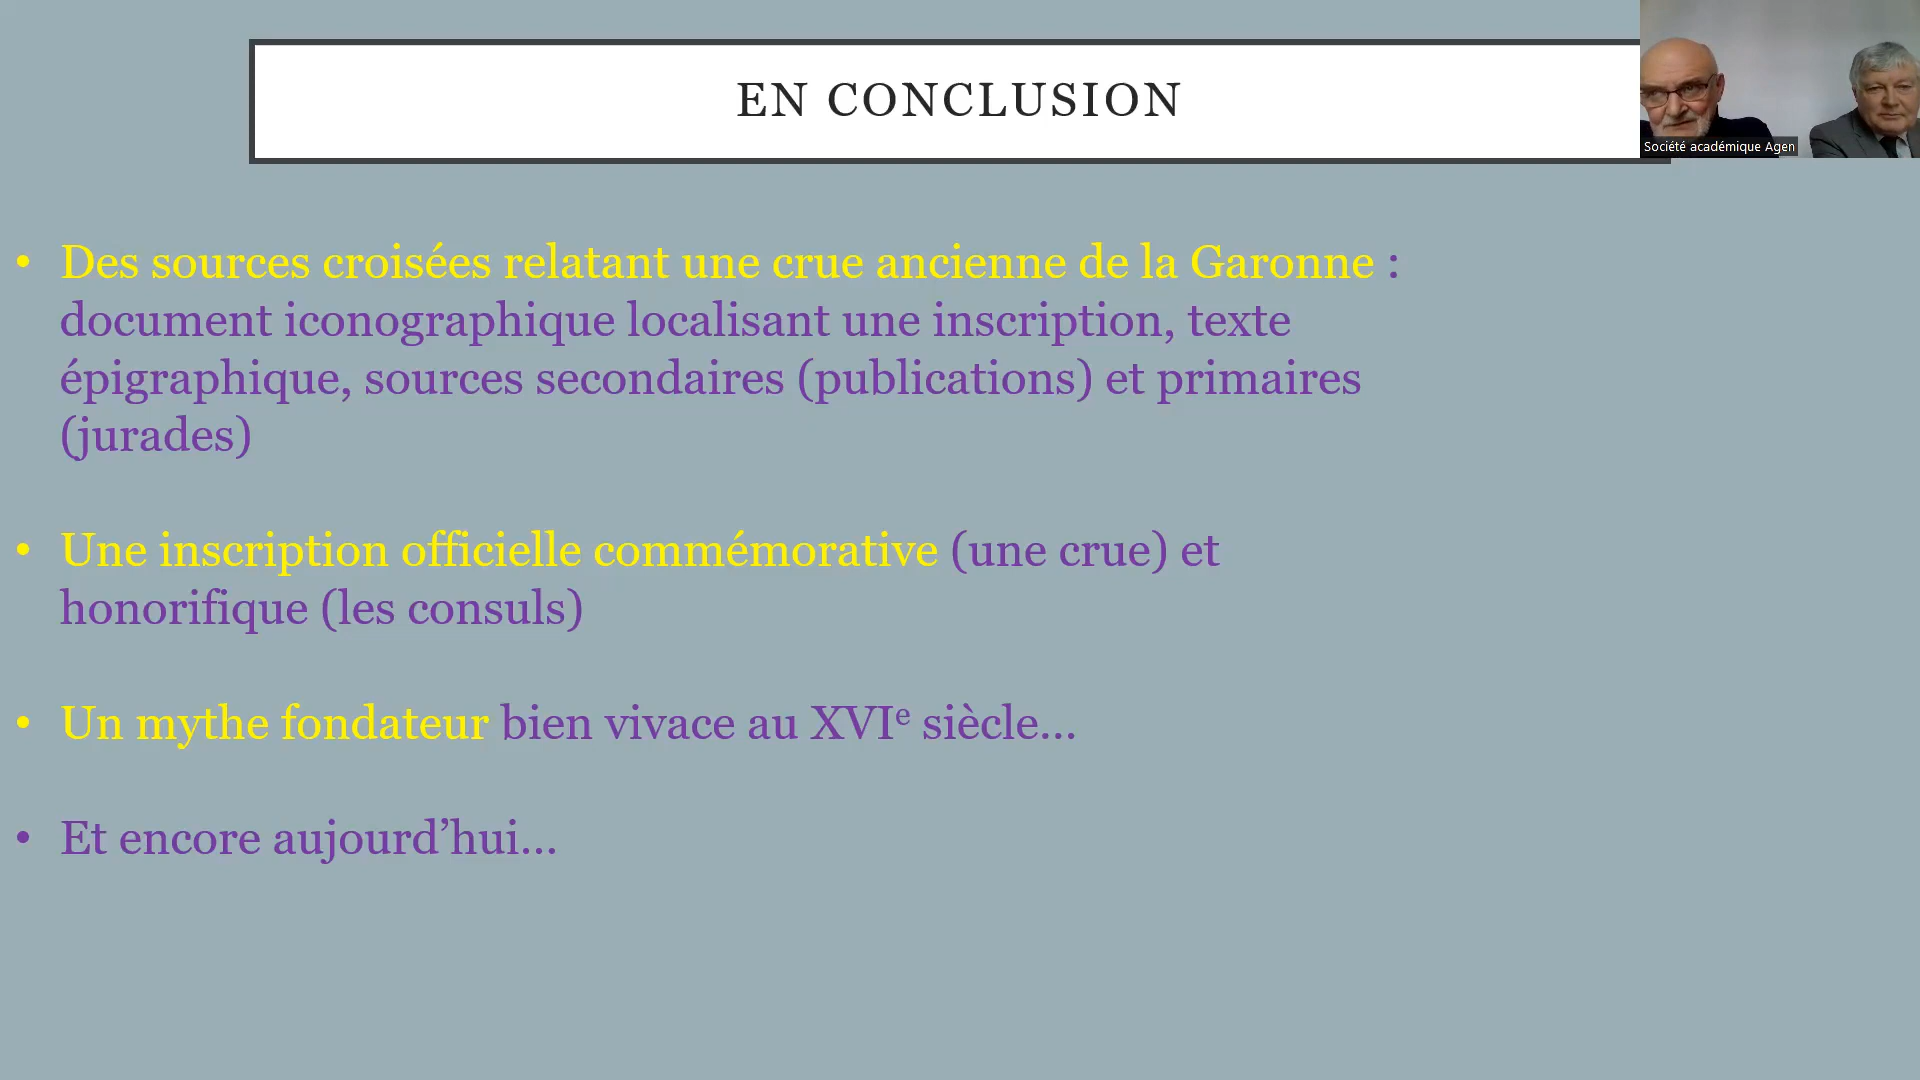 EN CONCLUSION
Société académique Agen
• Des sources croisées relatant une crue ancienne de la Garonne :
document iconographique localisant une inscription, texte
épigraphique, sources secondaires (publications) et primaires
(jurades)
• Une inscription officielle commémorative (une crue) et
honorifique (les consuls)
• Un mythe fondateur bien vivace au XVIᵉ siècle…
• Et encore aujourd’hui…